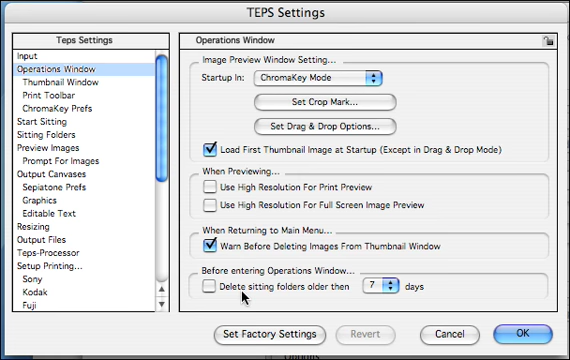 TEPS Settings
Teps Settings
Input
Operations Window
Thumbnail Window
Print Toolbar
ChromaKey Prefs
Start Sitting
Sitting Folders
Preview Images
Prompt For Images
Output Canvases
Sepiatone Prefs
Graphics
Editable Text
Resizing
Output Files
Teps-Processor
Setup Printing...
Sony
Kodak
Fuji
Operations Window
Image Preview Window Setting...
Startup In: ChromaKey Mode
Set Crop Mark...
Set Drag & Drop Options...
Load First Thumbnail Image at Startup (Except in Drag & Drop Mode)
When Previewing...
Use High Resolution For Print Preview
Use High Resolution For Full Screen Image Preview
When Returning to Main Menu...
Warn Before Deleting Images From Thumbnail Window
Before entering Operations Window...
Delete sitting folders older then 7 days
Set Factory Settings Revert Cancel OK